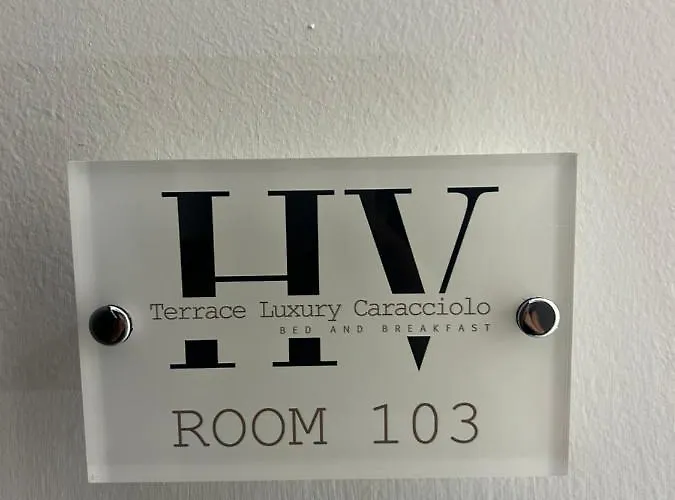 HV
Terrace Luxury Caracciolo
BED AND BREAKFAST
ROOM 103